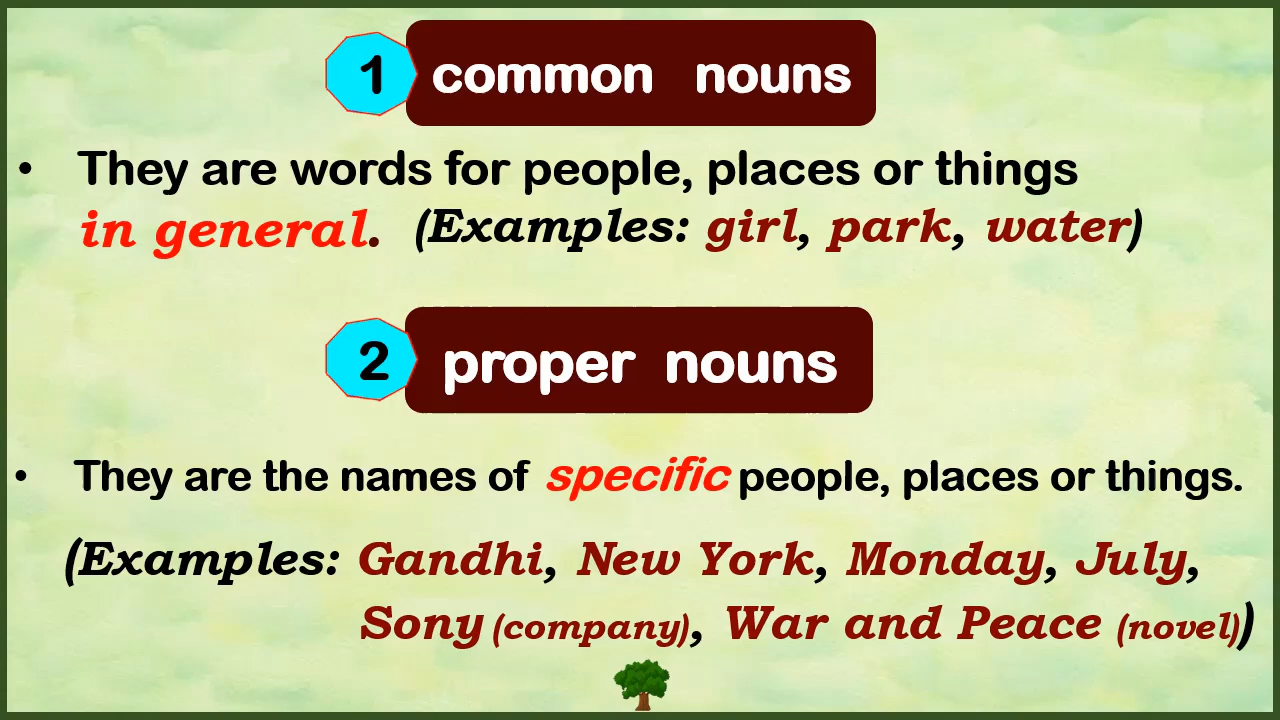 1 common nouns
• They are words for people, places or things
in general. (Examples: girl, park, water)
2 proper nouns
• They are the names of specific people, places or things.
(Examples: Gandhi, New York, Monday, July,
Sony (company), War and Peace (novel))